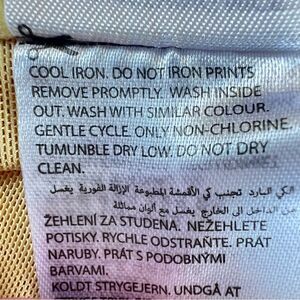 COOL IRON. DO NOT IRON PRINTS
REMOVE PROMPTLY. WASH INSIDE
OUT. WASH WITH SIMILAR COLOUR.
GENTLE CYCLE. ONLY NON-CHLORINE,
TUMUNBLE DRY LOW. DO NOT DRY
CLEAN.
الكي البارد تجنب كي الأقمشة المطبوعة الإزالة الفورية يغسل
الداخل الى الخارج يغسل مع ألوان مماثلة
ŽEHLENÍ ZA STUDENA. NEŽEHLETE
POTISKY. RYCHLE ODSTRAŇTE. PRÁT
NARUBY. PRÁT S PODOBNÝMI
BARVAMI.
KOLDT STRYGEJERN. UNDGÅ AT